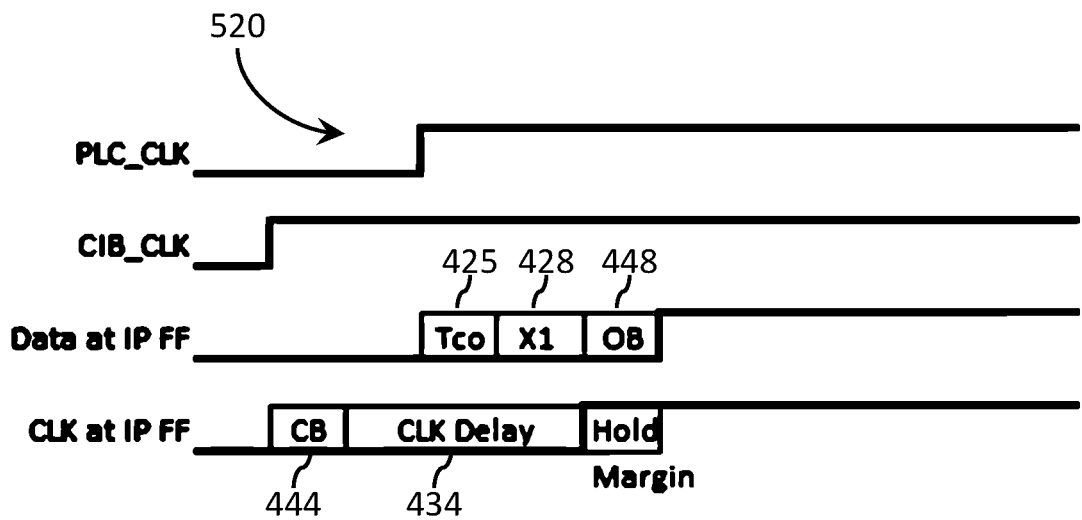 520
PLC_CLK
CIB_CLK
425 428 448
Data at IP FF Tco X1 OB
CLK at IP FF CB CLK Delay Hold
Margin
444 434